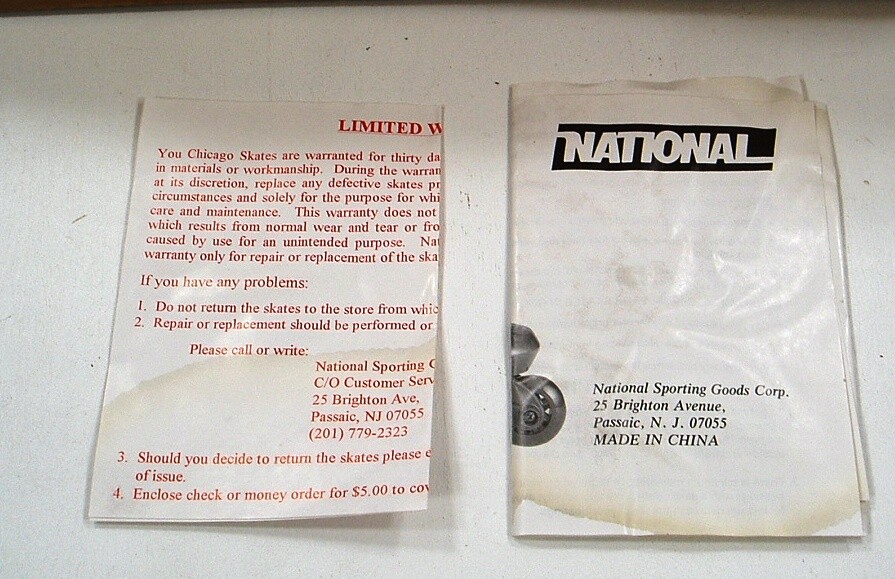 LIMITED W
You Chicago Skates are warranted for thirty da
in materials or workmanship. During the warran
at its discretion, replace any defective skates pr
circumstances and solely for the purpose for whi
care and maintenance. This warranty does not
which results from normal wear and tear or fro
caused by use for an unintended purpose. Nat
warranty only for repair or replacement of the ska
If you have any problems:
1. Do not return the skates to the store from whic
2. Repair or replacement should be performed or
Please call or write:
National Sporting G
C/O Customer Serv
25 Brighton Ave,
Passaic, NJ 07055
(201) 779-2323
3. Should you decide to return the skates please e
of issue.
4. Enclose check or money order for $5.00 to cov
NATIONAL
National Sporting Goods Corp.
25 Brighton Avenue,
Passaic, N. J. 07055
MADE IN CHINA